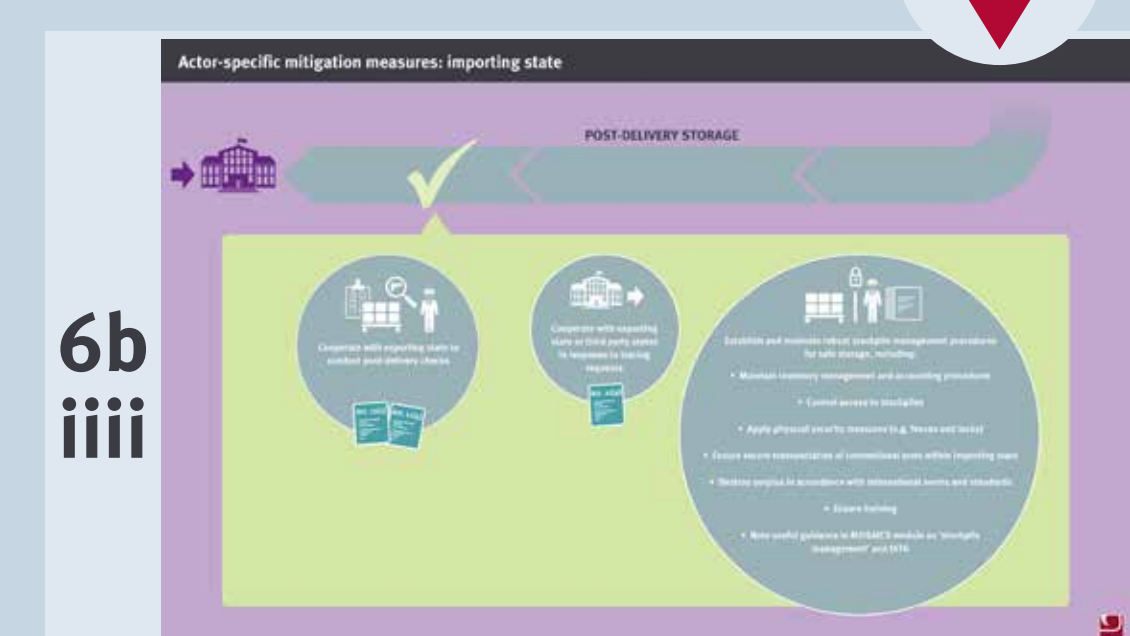 Actor-specific mitigation measures: importing state
POST-DELIVERY STORAGE
6b
iiii
Cooperate with exporting state to
conduct post-delivery checks
Cooperate with exporting
state or third party states
in response to tracing
requests
Establish and maintain robust stockpile management procedures
for safe storage, including:
• Maintain inventory management and accounting procedures
• Control access to stockpiles
• Apply physical security measures (e.g. fences and locks)
• Ensure secure transportation of conventional arms within importing state
• Destroy surplus in accordance with international norms and standards
• Ensure training
• Note useful guidance in MOSAICS module on 'stockpile
management' and IATG